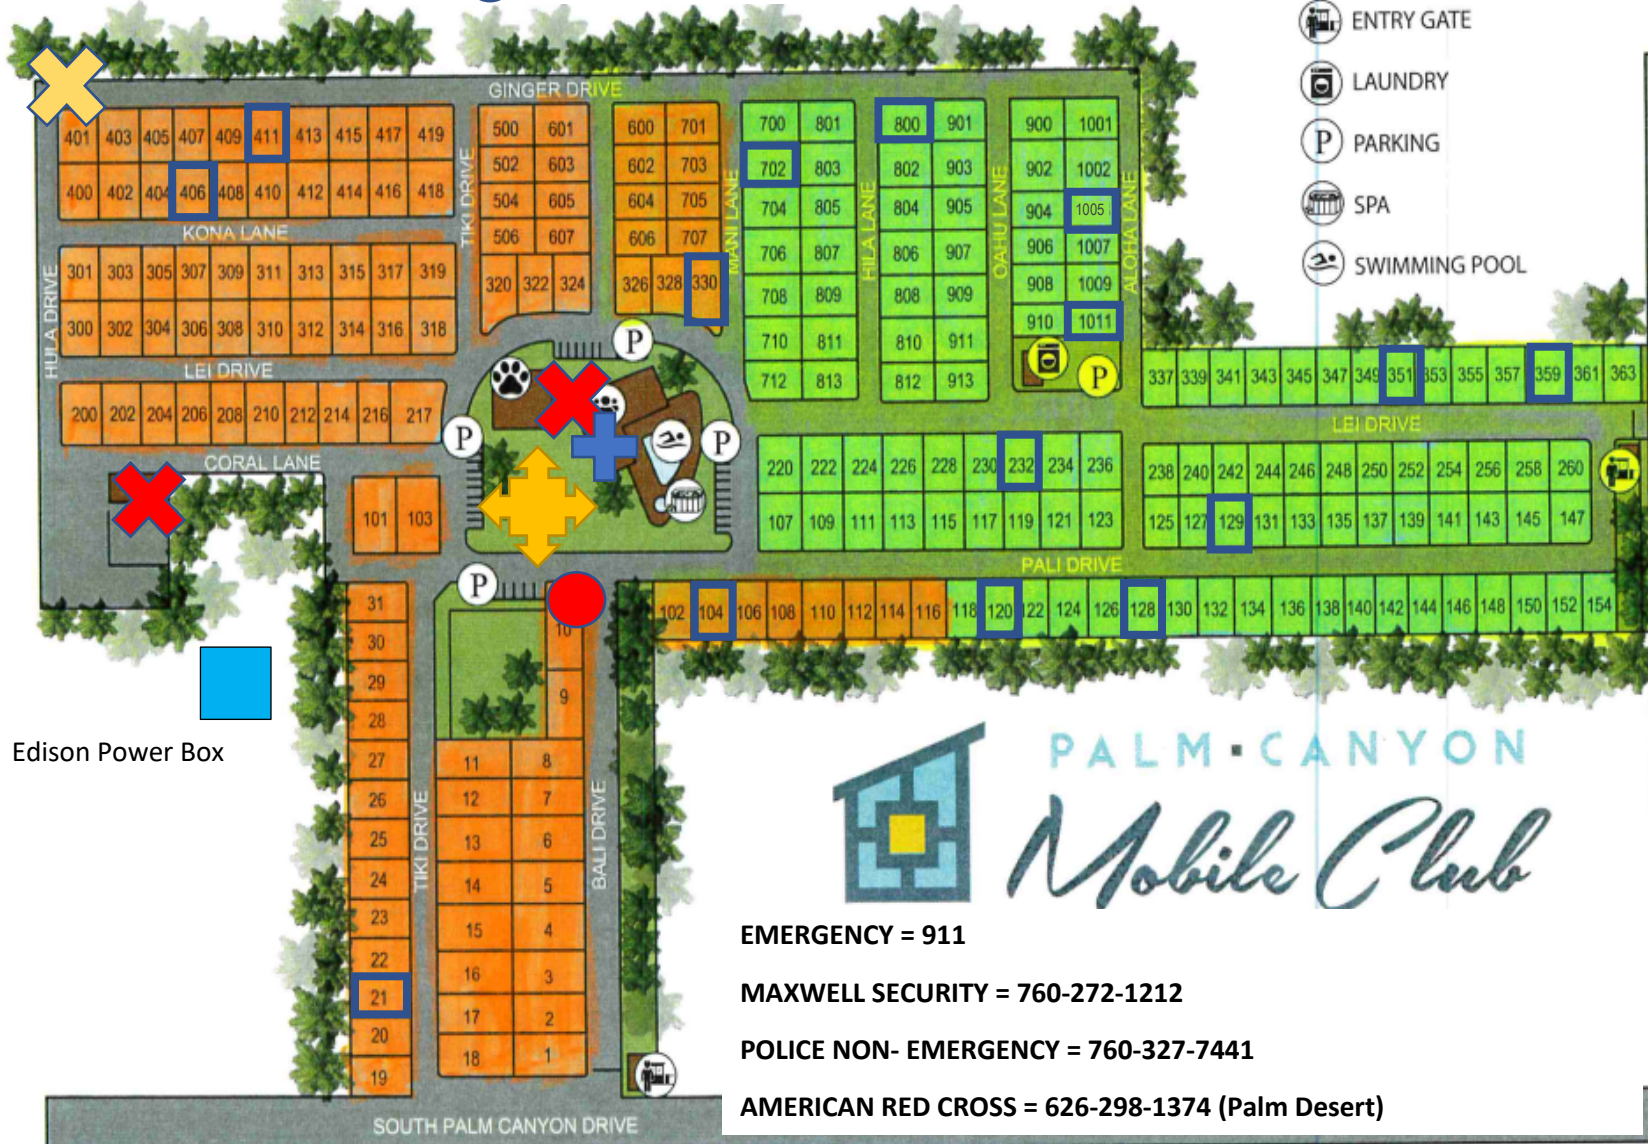 ENTRY GATE
LAUNDRY
P PARKING
SPA
SWIMMING POOL
GINGER DRIVE
401 403 405 407 409 411 413 415 417 419
400 402 404 406 408 410 412 414 416 418
KONA LANE
301 303 305 307 309 311 313 315 317 319
300 302 304 306 308 310 312 314 316 318
HULA DRIVE
LEI DRIVE
200 202 204 206 208 210 212 214 216 217
CORAL LANE
101 103
TIKI DRIVE
500 601
502 603
504 605
506 607
320 322 324
600 701
602 703
604 705
606 707
326 328 330
MANI LANE
700 801
702 803
704 805
706 807
708 809
710 811
712 813
HILA LANE
800 901
802 903
804 905
806 907
808 909
810 911
812 913
OAHU LANE
900 1001
902 1002
904 1005
906 1007
908 1009
910 1011
ALOHA LANE
P
P
P
P
P
337 339 341 343 345 347 349 351 353 355 357 359 361 363
LEI DRIVE
220 222 224 226 228 230 232 234 236
107 109 111 113 115 117 119 121 123
238 240 242 244 246 248 250 252 254 256 258 260
125 127 129 131 133 135 137 139 141 143 145 147
PALI DRIVE
102 104 106 108 110 112 114 116 118 120 122 124 126 128 130 132 134 136 138 140 142 144 146 148 150 152 154
31
30
29
28
27
26
25
24
23
22
21
20
19
TIKI DRIVE
10
9
11 8
12 7
13 6
14 5
15 4
16 3
17 2
18 1
BALI DRIVE
Edison Power Box
SOUTH PALM CANYON DRIVE
PALM CANYON
Mobile Club
EMERGENCY = 911
MAXWELL SECURITY = 760-272-1212
POLICE NON- EMERGENCY = 760-327-7441
AMERICAN RED CROSS = 626-298-1374 (Palm Desert)